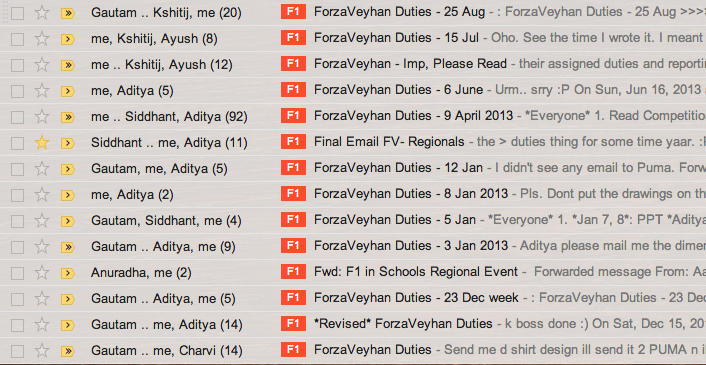 Gautam .. Kshitij, me (20) F1 ForzaVeyhan Duties - 25 Aug - : ForzaVeyhan Duties - 25 Aug >>>>
me, Kshitij, Ayush (8) F1 ForzaVeyhan Duties - 15 Jul - Oho. See the time I wrote it. I meant
me .. Kshitij, Ayush (12) F1 ForzaVeyhan - Imp, Please Read - their assigned duties and reportin
me, Aditya (5) F1 ForzaVeyhan Duties - 6 June - Urm.. srry :P On Sun, Jun 16, 2013
me .. Siddhant, Aditya (92) F1 ForzaVeyhan Duties - 9 April 2013 - *Everyone* 1. Read Competitio
Siddhant .. me, Aditya (11) F1 Final Email FV- Regionals - the > duties thing for some time yaar. :
Gautam, me, Aditya (5) F1 ForzaVeyhan Duties - 12 Jan - I didn't see any email to Puma. Forw
me, Aditya (2) F1 ForzaVeyhan Duties - 8 Jan 2013 - Pls. Dont put the drawings on th
Gautam, Siddhant, me (4) F1 ForzaVeyhan Duties - 5 Jan - *Everyone* 1. *Jan 7, 8*: PPT *Aditya
Gautam .. Aditya, me (9) F1 ForzaVeyhan Duties - 3 Jan 2013 - Aditya please mail me the dimen
Anuradha, me (2) F1 Fwd: F1 in Schools Regional Event - Forwarded message From: Aa
Gautam .. Aditya, me (5) F1 ForzaVeyhan Duties - 23 Dec week - : ForzaVeyhan Duties - 23 Dec
Gautam .. me, Aditya (14) F1 *Revised* ForzaVeyhan Duties - k boss done :) On Sat, Dec 15, 20
Gautam .. me, Charvi (14) F1 ForzaVeyhan Duties - Send me d shirt design ill send it 2 PUMA n i